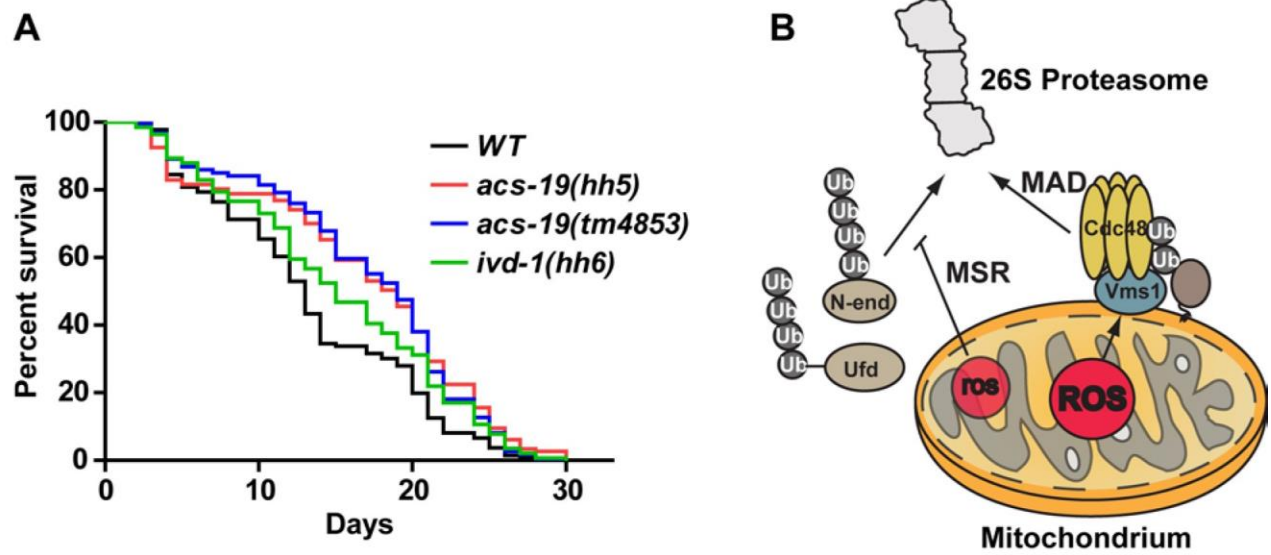 A
Percent survival
100
80
60
40
20
0
0 10 20 30
Days
WT
acs-19(hh5)
acs-19(tm4853)
ivd-1(hh6)
B
26S Proteasome
MAD
MSR
Ub
Ub
Ub
Ub
N-end
Ub
Ub
Ub
Ub
Ufd
Cdc48
Ub
Ub
Vms1
ros
ROS
Mitochondrium